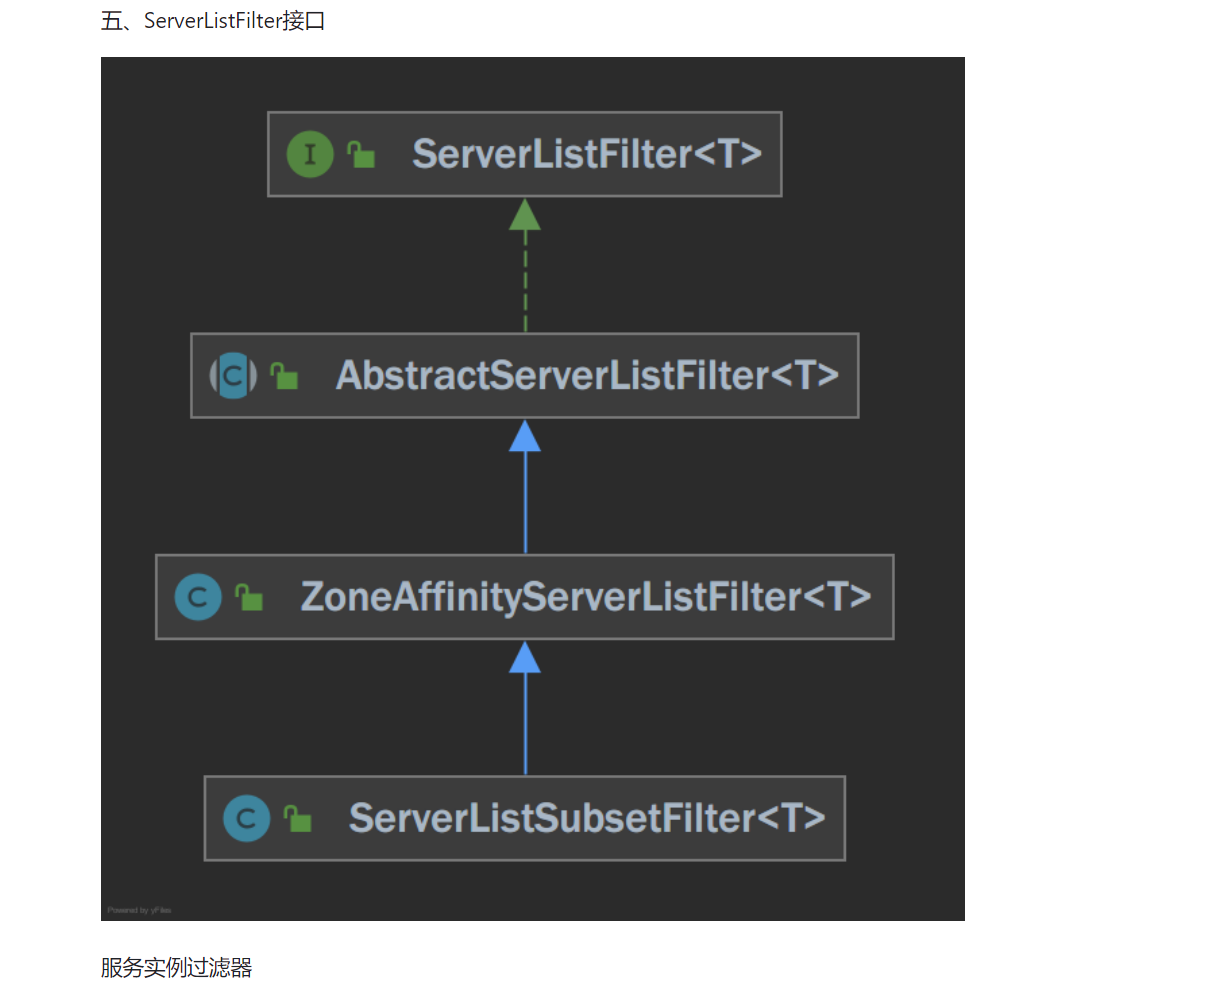 五、ServerListFilter接口
I ServerListFilter<T>
C AbstractServerListFilter<T>
C ZoneAffinityServerListFilter<T>
C ServerListSubsetFilter<T>
Powered by yFiles
服务实例过滤器